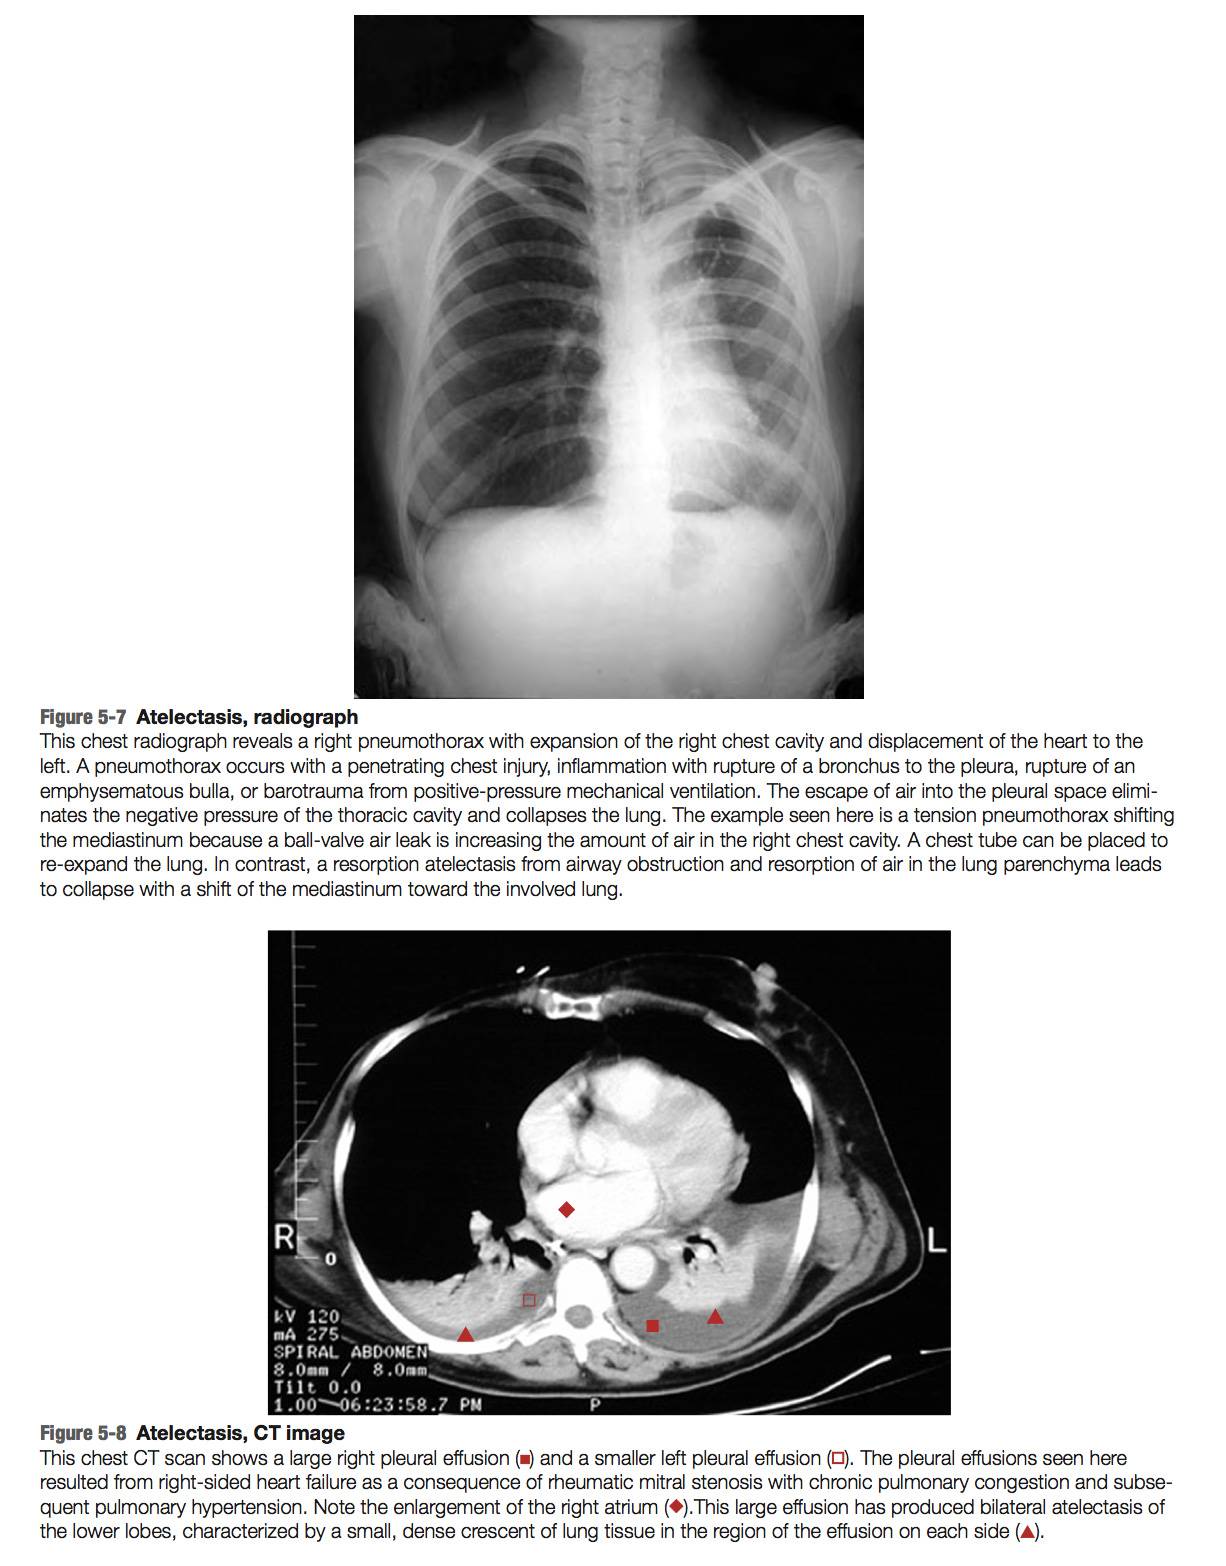 Figure 5-7 Atelectasis, radiograph
This chest radiograph reveals a right pneumothorax with expansion of the right chest cavity and displacement of the heart to the
left. A pneumothorax occurs with a penetrating chest injury, inflammation with rupture of a bronchus to the pleura, rupture of an
emphysematous bulla, or barotrauma from positive-pressure mechanical ventilation. The escape of air into the pleural space elimi-
nates the negative pressure of the thoracic cavity and collapses the lung. The example seen here is a tension pneumothorax shifting
the mediastinum because a ball-valve air leak is increasing the amount of air in the right chest cavity. A chest tube can be placed to
re-expand the lung. In contrast, a resorption atelectasis from airway obstruction and resorption of air in the lung parenchyma leads
to collapse with a shift of the mediastinum toward the involved lung.
R
L
0
kV 120
mA 275
SPIRAL ABDOMEN
8.0mm / 8.0mm
Tilt 0.0
1.00 06:23:58.7 PM
P
Figure 5-8 Atelectasis, CT image
This chest CT scan shows a large right pleural effusion (■) and a smaller left pleural effusion (□). The pleural effusions seen here
resulted from right-sided heart failure as a consequence of rheumatic mitral stenosis with chronic pulmonary congestion and subse-
quent pulmonary hypertension. Note the enlargement of the right atrium (◆).This large effusion has produced bilateral atelectasis of
the lower lobes, characterized by a small, dense crescent of lung tissue in the region of the effusion on each side (▲).